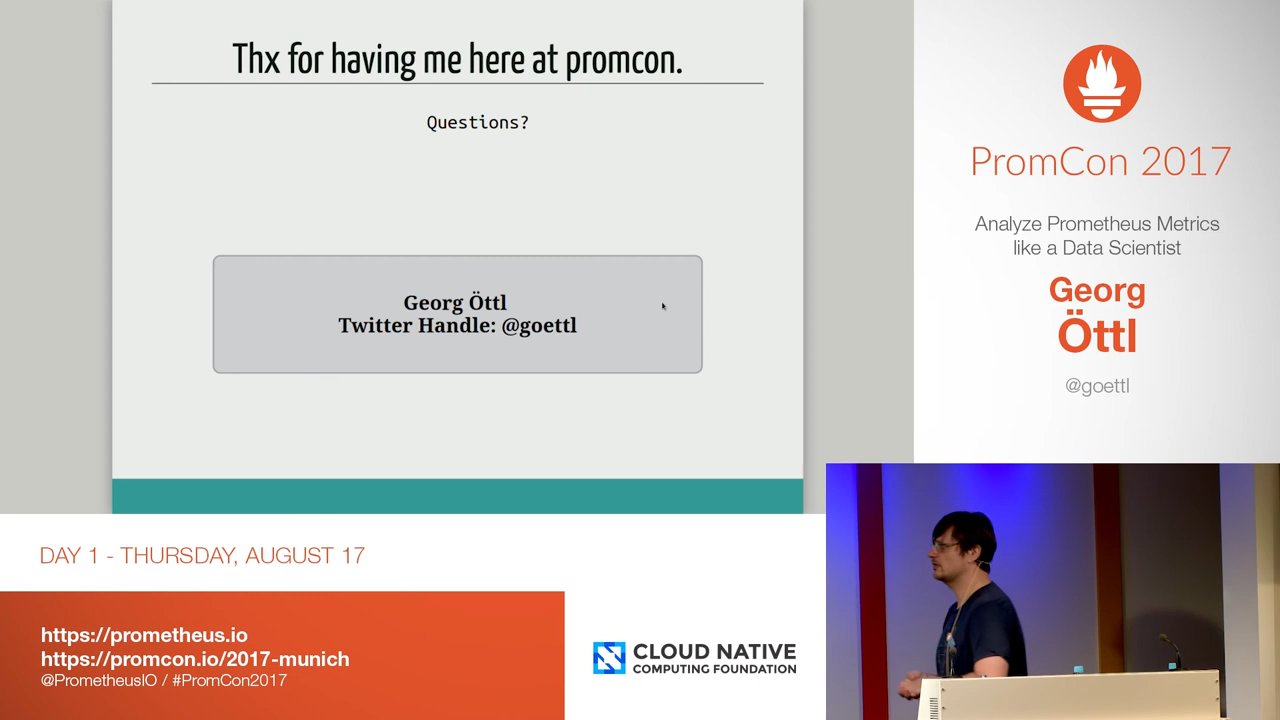 Thx for having me here at promcon.
Questions?
Georg Öttl
Twitter Handle: @goettl
PromCon 2017
Analyze Prometheus Metrics
like a Data Scientist
Georg
Öttl
@goettl
DAY 1 - THURSDAY, AUGUST 17
https://prometheus.io
https://promcon.io/2017-munich
@PrometheusIO / #PromCon2017
CLOUD NATIVE
COMPUTING FOUNDATION